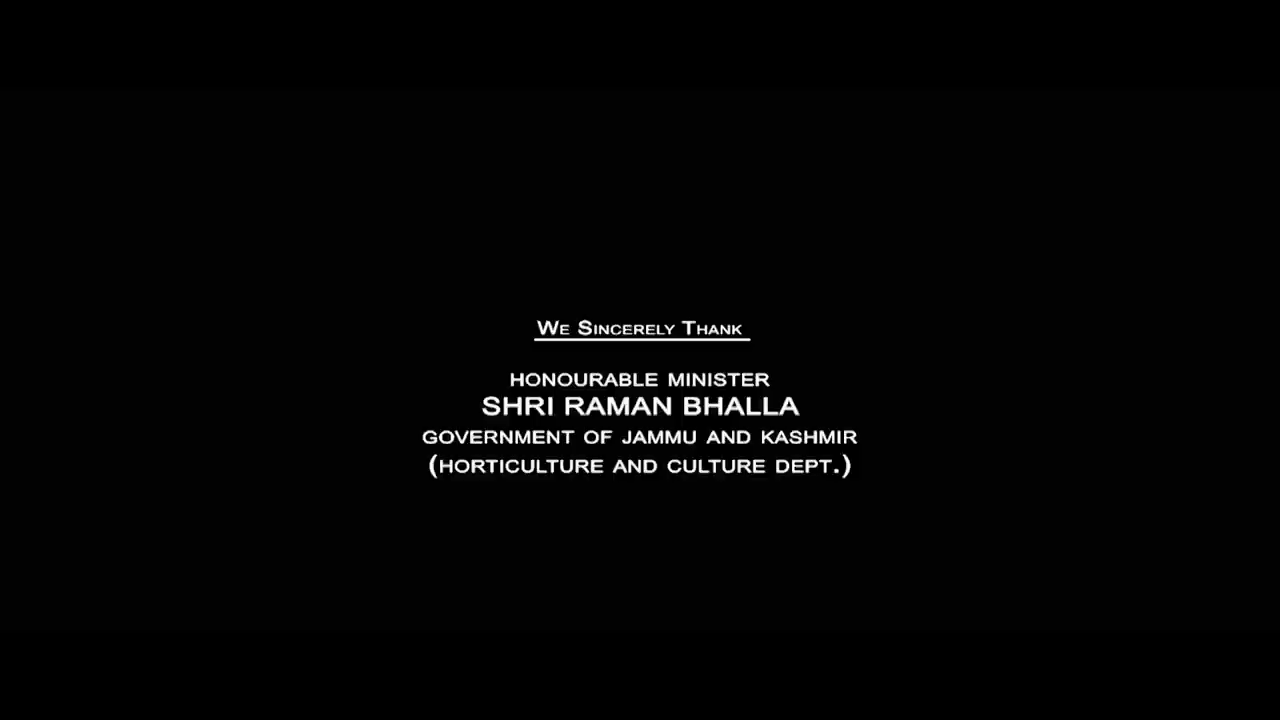 We Sincerely Thank
HONOURABLE MINISTER
SHRI RAMAN BHALLA
GOVERNMENT OF JAMMU AND KASHMIR
(HORTICULTURE AND CULTURE DEPT.)